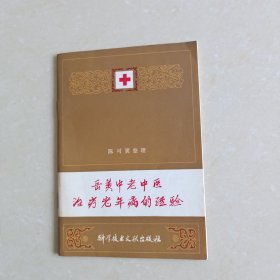 陈可冀整理
岳美中老中医
治疗老年病的经验
科学技术文献出版社